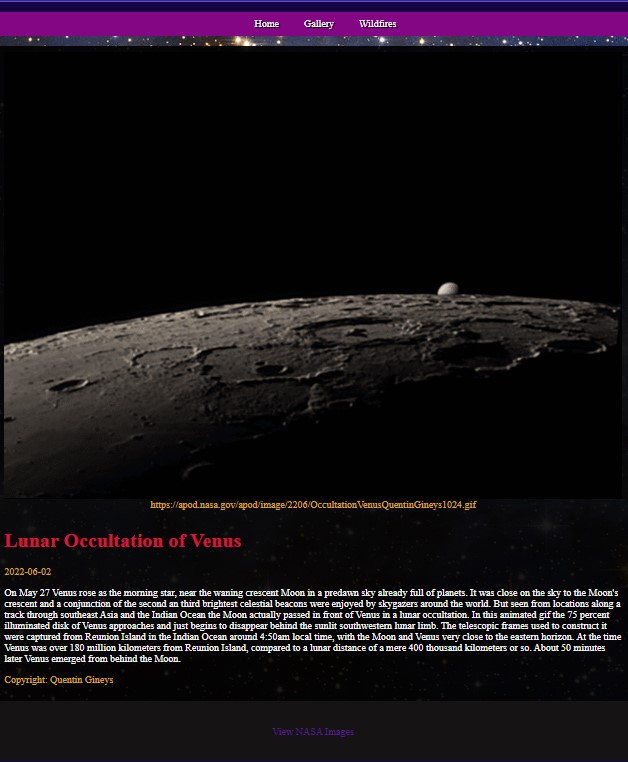 Home Gallery Wildfires
https://apod.nasa.gov/apod/image/2206/OccultationVenusQuentinGineys1024.gif
Lunar Occultation of Venus
2022-06-02
On May 27 Venus rose as the morning star, near the waning crescent Moon in a predawn sky already full of planets. It was close on the sky to the Moon's
crescent and a conjunction of the second an third brightest celestial beacons were enjoyed by skygazers around the world. But seen from locations along a
track through southeast Asia and the Indian Ocean the Moon actually passed in front of Venus in a lunar occultation. In this animated gif the 75 percent
illuminated disk of Venus approaches and just begins to disappear behind the sunlit southwestern lunar limb. The telescopic frames used to construct it
were captured from Reunion Island in the Indian Ocean around 4:50am local time, with the Moon and Venus very close to the eastern horizon. At the time
Venus was over 180 million kilometers from Reunion Island, compared to a lunar distance of a mere 400 thousand kilometers or so. About 50 minutes
later Venus emerged from behind the Moon.
Copyright: Quentin Gineys
View NASA Images